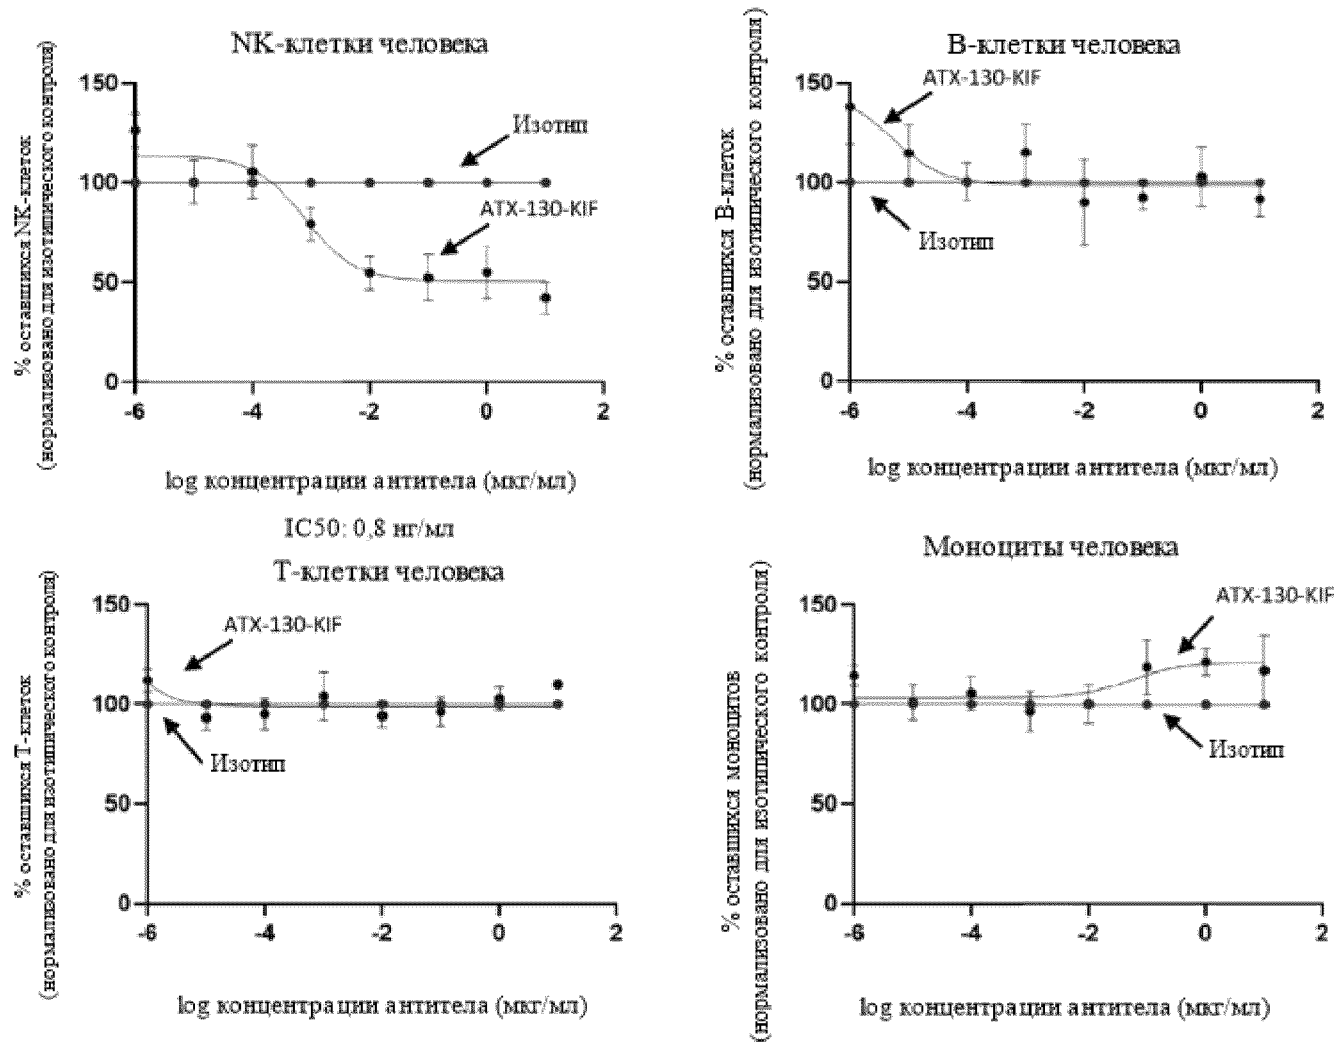 NK-клетки человека
% оставшихся NK-клеток
(нормализовано для изотипического контроля)
150
100
50
0
Изотип
ATX-130-KIF
-6
-4
-2
0
2
log концентрации антитела (мкг/мл)
IC50: 0,8 нг/мл
В-клетки человека
% оставшихся В-клеток
(нормализовано для изотипического контроля)
150
100
50
0
ATX-130-KIF
Изотип
-6
-4
-2
0
2
log концентрации антитела (мкг/мл)
Т-клетки человека
% оставшихся Т-клеток
(нормализовано для изотипического контроля)
150
100
50
0
ATX-130-KIF
Изотип
-6
-4
-2
0
2
log концентрации антитела (мкг/мл)
Моноциты человека
% оставшихся моноцитов
(нормализовано для изотипического контроля)
150
100
50
0
ATX-130-KIF
Изотип
-6
-4
-2
0
2
log концентрации антитела (мкг/мл)